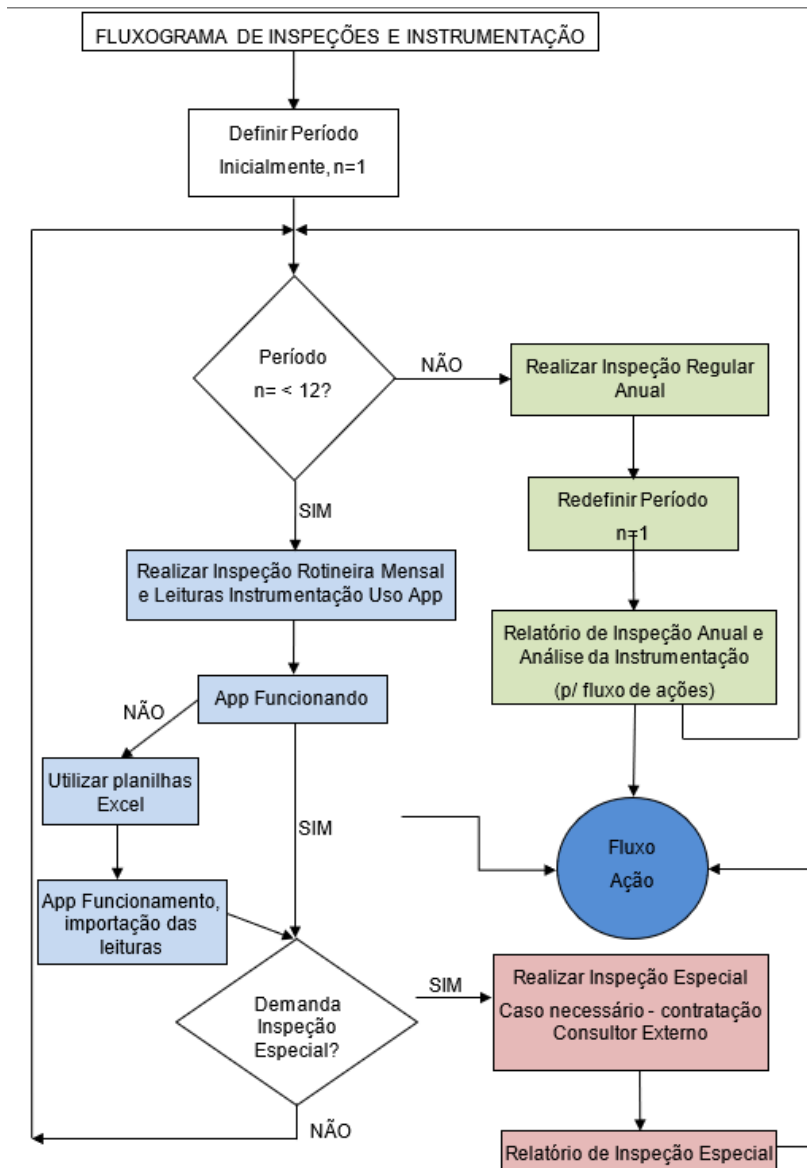 FLUXOGRAMA DE INSPEÇÕES E INSTRUMENTAÇÃO
Definir Período
Inicialmente, n=1
Período
n= < 12?
NÃO
Realizar Inspeção Regular
Anual
Redefinir Período
n=1
SIM
Realizar Inspeção Rotineira Mensal
e Leituras Instrumentação Uso App
Relatório de Inspeção Anual e
Análise da Instrumentação
(p/ fluxo de ações)
App Funcionando
NÃO
Utilizar planilhas
Excel
SIM
Fluxo
Ação
App Funcionamento,
importação das
leituras
Demanda
Inspeção
Especial?
SIM
Realizar Inspeção Especial
Caso necessário - contratação
Consultor Externo
NÃO
Relatório de Inspeção Especial